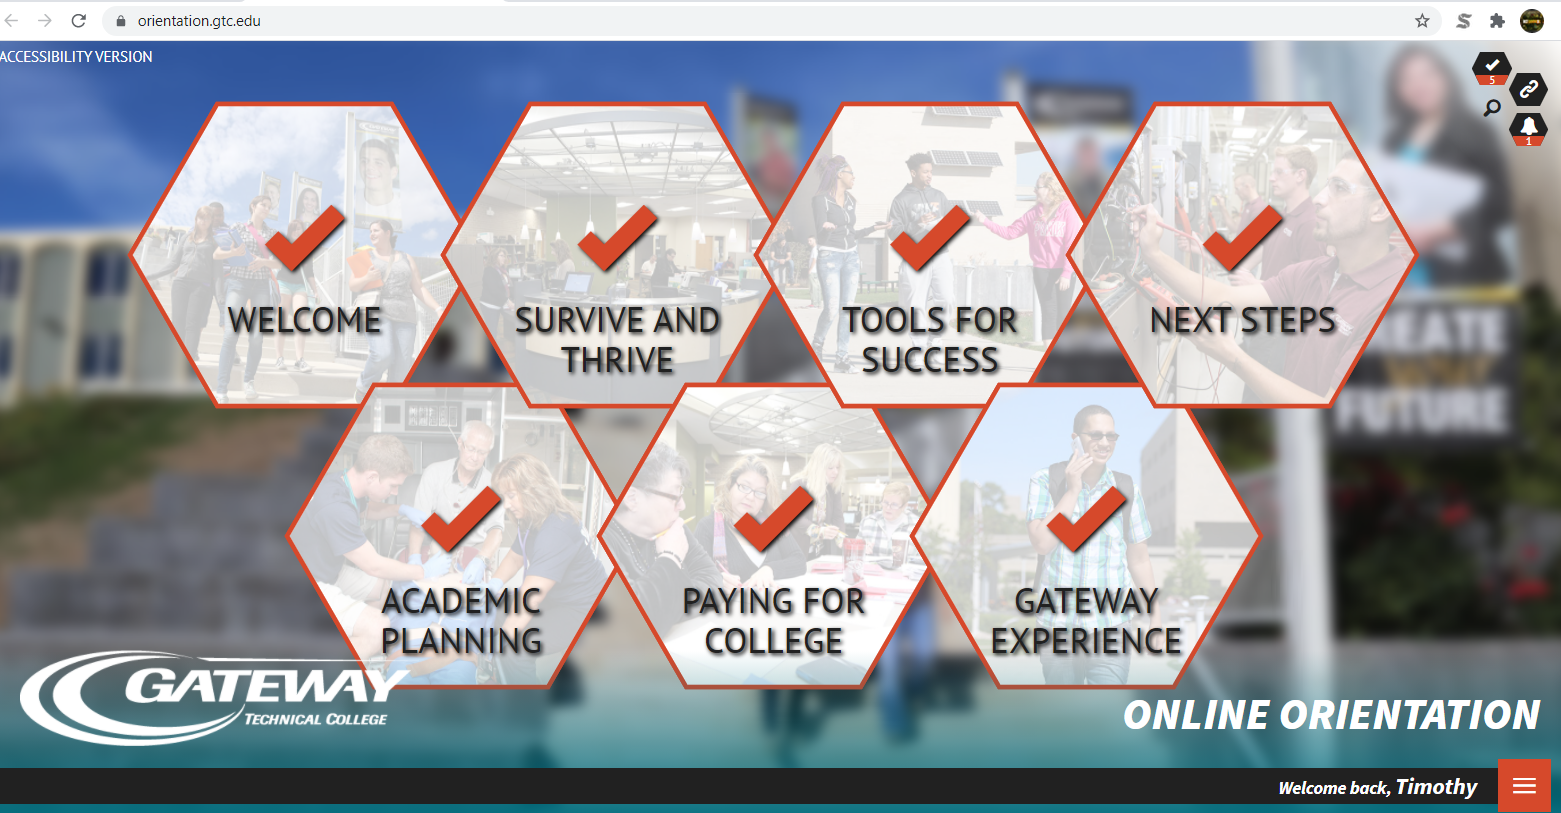 orientation.gtc.edu
ACCESSIBILITY VERSION
5
1
WELCOME
SURVIVE AND
THRIVE
TOOLS FOR
SUCCESS
NEXT STEPS
FUTURE
ACADEMIC
PLANNING
PAYING FOR
COLLEGE
GATEWAY
EXPERIENCE
GATEWAY
TECHNICAL COLLEGE
ONLINE ORIENTATION
Welcome back, Timothy